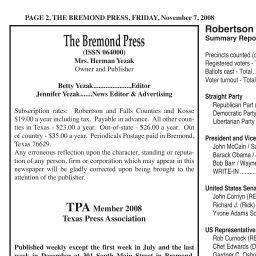 PAGE 2, THE BREMOND PRESS, FRIDAY, November 7, 2008
The Bremond Press
(ISSN 064000)
Mrs. Herman Yezak
Owner and Publisher
Betty Yezak....................Editor
Jennifer Yezak.......News Editor & Advertising
Subscription rates: Robertson and Falls Counties and Kosse
$19.00 a year including tax. Payable in advance. All other coun-
ties in Texas - $23.00 a year. Out-of-state - $26.00 a year. Out
of country - $35.00 a year. Periodicals Postage paid in Bremond,
Texas 76629.
Any erroneous reflection upon the character, standing or reputa-
tion of any person, firm or corporation which may appear in this
newspaper will be gladly corrected upon being brought to the
attention of the publisher.
TPA Member 2008
Texas Press Association
Published weekly except the first week in July and the last
week in December at 301 South Main Street in Bremond,
Robertson
Summary Repo
Precincts counted (o
Registered voters -
Ballots cast - Total..
Voter turnout - Total
Straight Party
Republican Part
Democratic Party
Libertarian Party
President and Vice
John McCain / Sa
Barack Obama /
Bob Barr / Wayne
WRITE-IN
United States Sena
John Cornyn (RE
Richard J. (Rick)
Yvone Adams Sc
US Representative
Rob Curnock (RE
Chet Edwards (D
Gardner C. Osbo